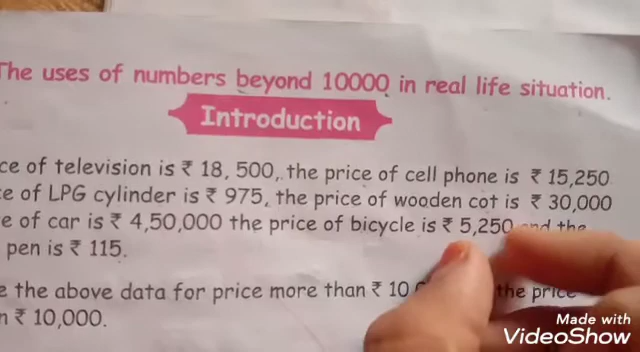 The uses of numbers beyond 10000 in real life situation.
Introduction
ce of television is ₹ 18, 500, the price of cell phone is ₹ 15,250
ce of LPG cylinder is ₹ 975, the price of wooden cot is ₹ 30,000
e of car is ₹ 4,50,000 the price of bicycle is ₹ 5,250 and the
pen is ₹ 115.
e the above data for price more than ₹ 10 the price
n ₹ 10,000.
Made with
VideoShow